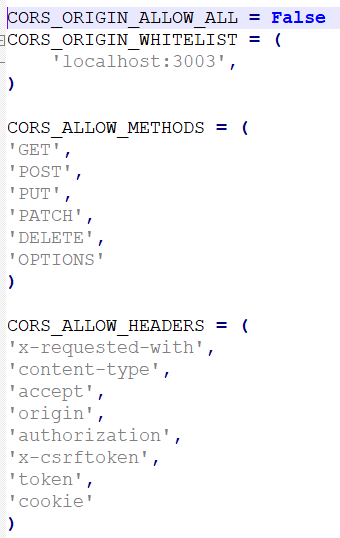 CORS_ORIGIN_ALLOW_ALL = False
CORS_ORIGIN_WHITELIST = (
    'localhost:3003',
)

CORS_ALLOW_METHODS = (
'GET',
'POST',
'PUT',
'PATCH',
'DELETE',
'OPTIONS'
)

CORS_ALLOW_HEADERS = (
'x-requested-with',
'content-type',
'accept',
'origin',
'authorization',
'x-csrftoken',
'token',
'cookie'
)